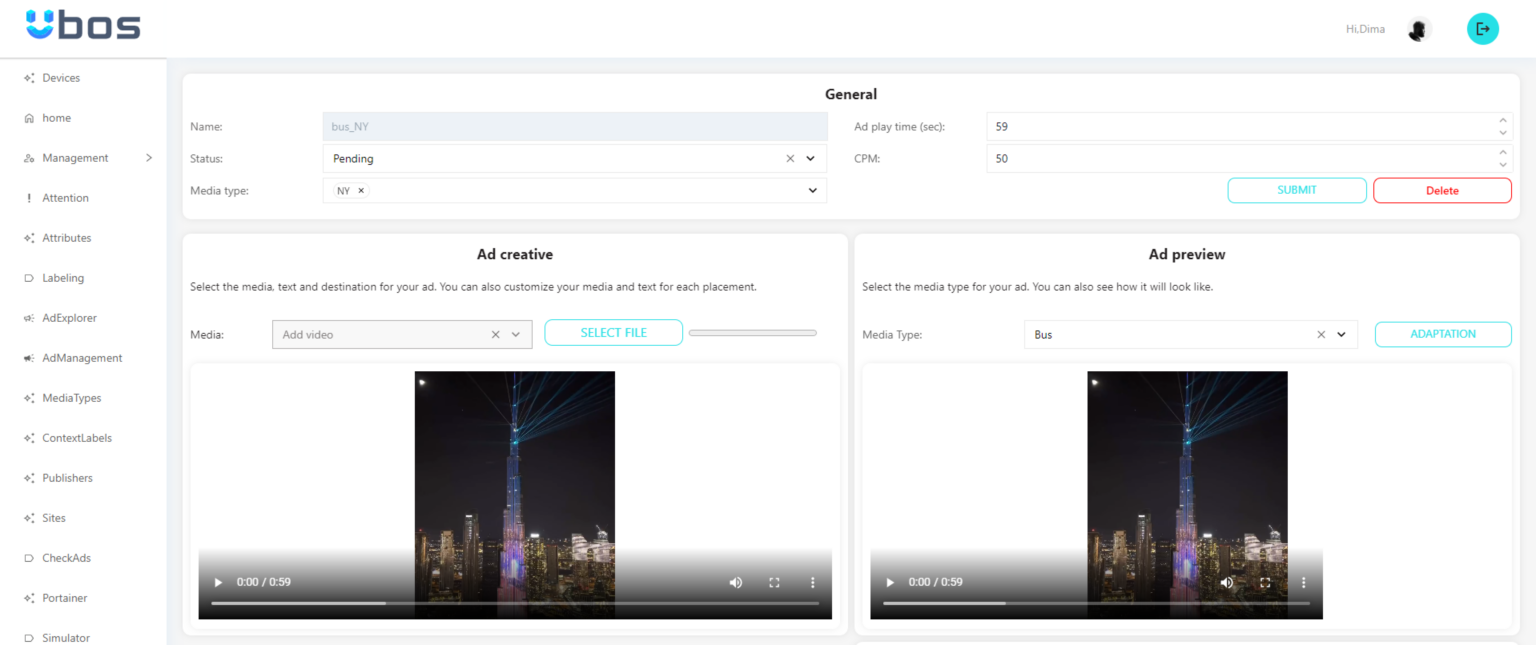 Ubos
Hi,Dima
Devices
home
Management
Attention
Attributes
Labeling
AdExplorer
AdManagement
MediaTypes
ContextLabels
Publishers
Sites
CheckAds
Portainer
Simulator
General
Name: bus_NY
Ad play time (sec): 59
Status: Pending
CPM: 50
Media type: NY
SUBMIT Delete
Ad creative
Select the media, text and destination for your ad. You can also customize your media and text for each placement.
Media: Add video SELECT FILE
0:00 / 0:59
Ad preview
Select the media type for your ad. You can also see how it will look like.
Media Type: Bus ADAPTATION
0:00 / 0:59